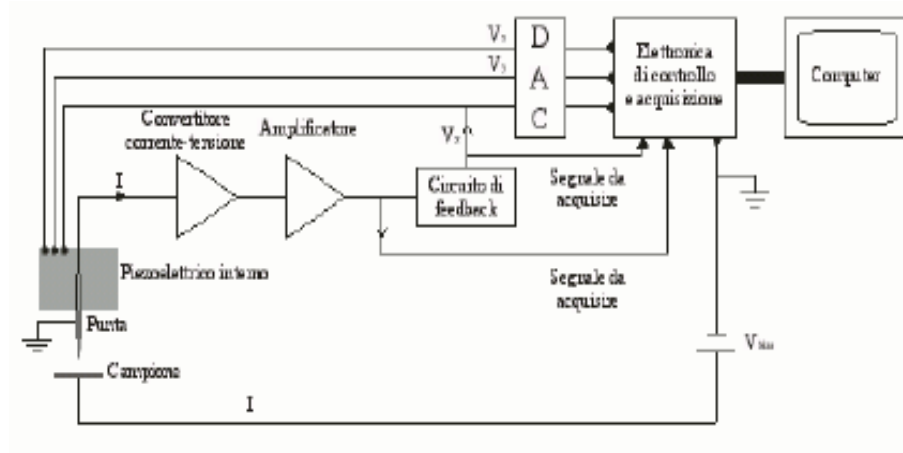 D
A
C
Elettronica
di controllo
e acquisizione
Computer
Convertitore
corrente-tensione
Amplificatore
I
Circuito di
feedback
Segnale da
acquisire
Segnale da
acquisire
Piezoelettrico interno
Punta
Campione
I